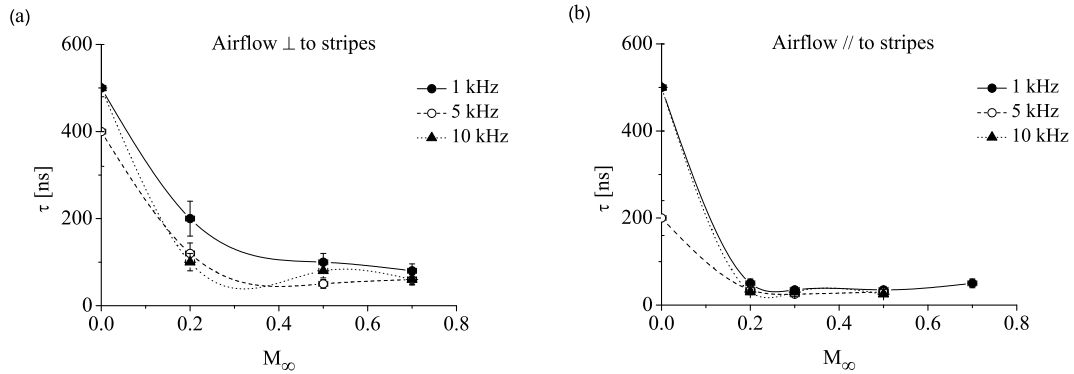 (a)
Airflow ⊥ to stripes
600
400
200
0
τ [ns]
1 kHz
5 kHz
10 kHz
0.0 0.2 0.4 0.6 0.8
M∞
(b)
Airflow // to stripes
600
400
200
0
τ [ns]
1 kHz
5 kHz
10 kHz
0.0 0.2 0.4 0.6 0.8
M∞